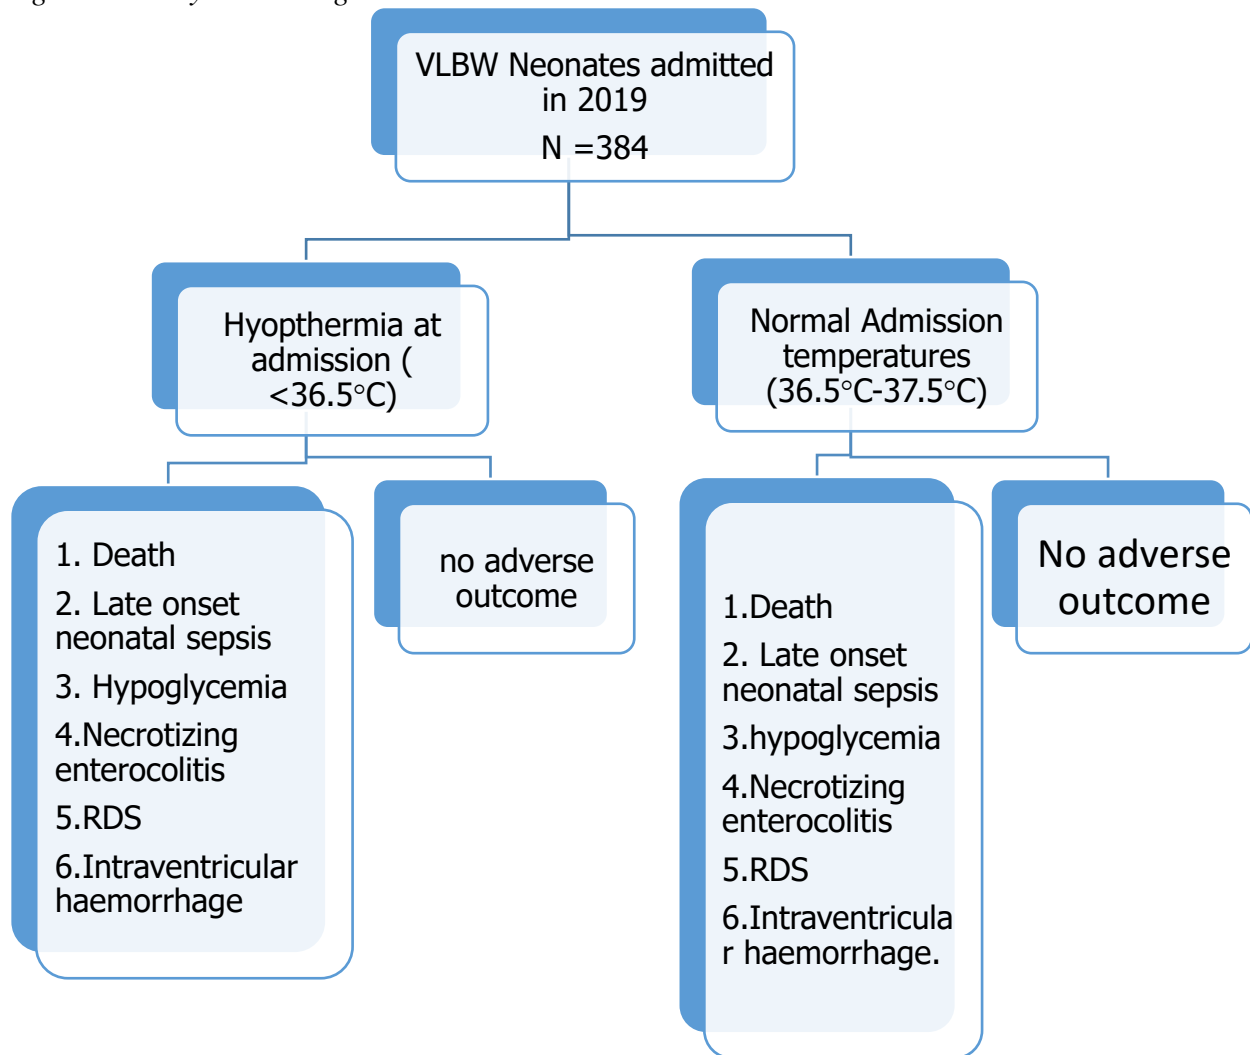 VLBW Neonates admitted
in 2019
N =384
Hyopthermia at
admission (
<36.5°C)
Normal Admission
temperatures
(36.5°C-37.5°C)
1. Death
2. Late onset
neonatal sepsis
3. Hypoglycemia
4.Necrotizing
enterocolitis
5.RDS
6.Intraventricular
haemorrhage
no adverse
outcome
1.Death
2. Late onset
neonatal sepsis
3.hypoglycemia
4.Necrotizing
enterocolitis
5.RDS
6.Intraventricula
r haemorrhage.
No adverse
outcome